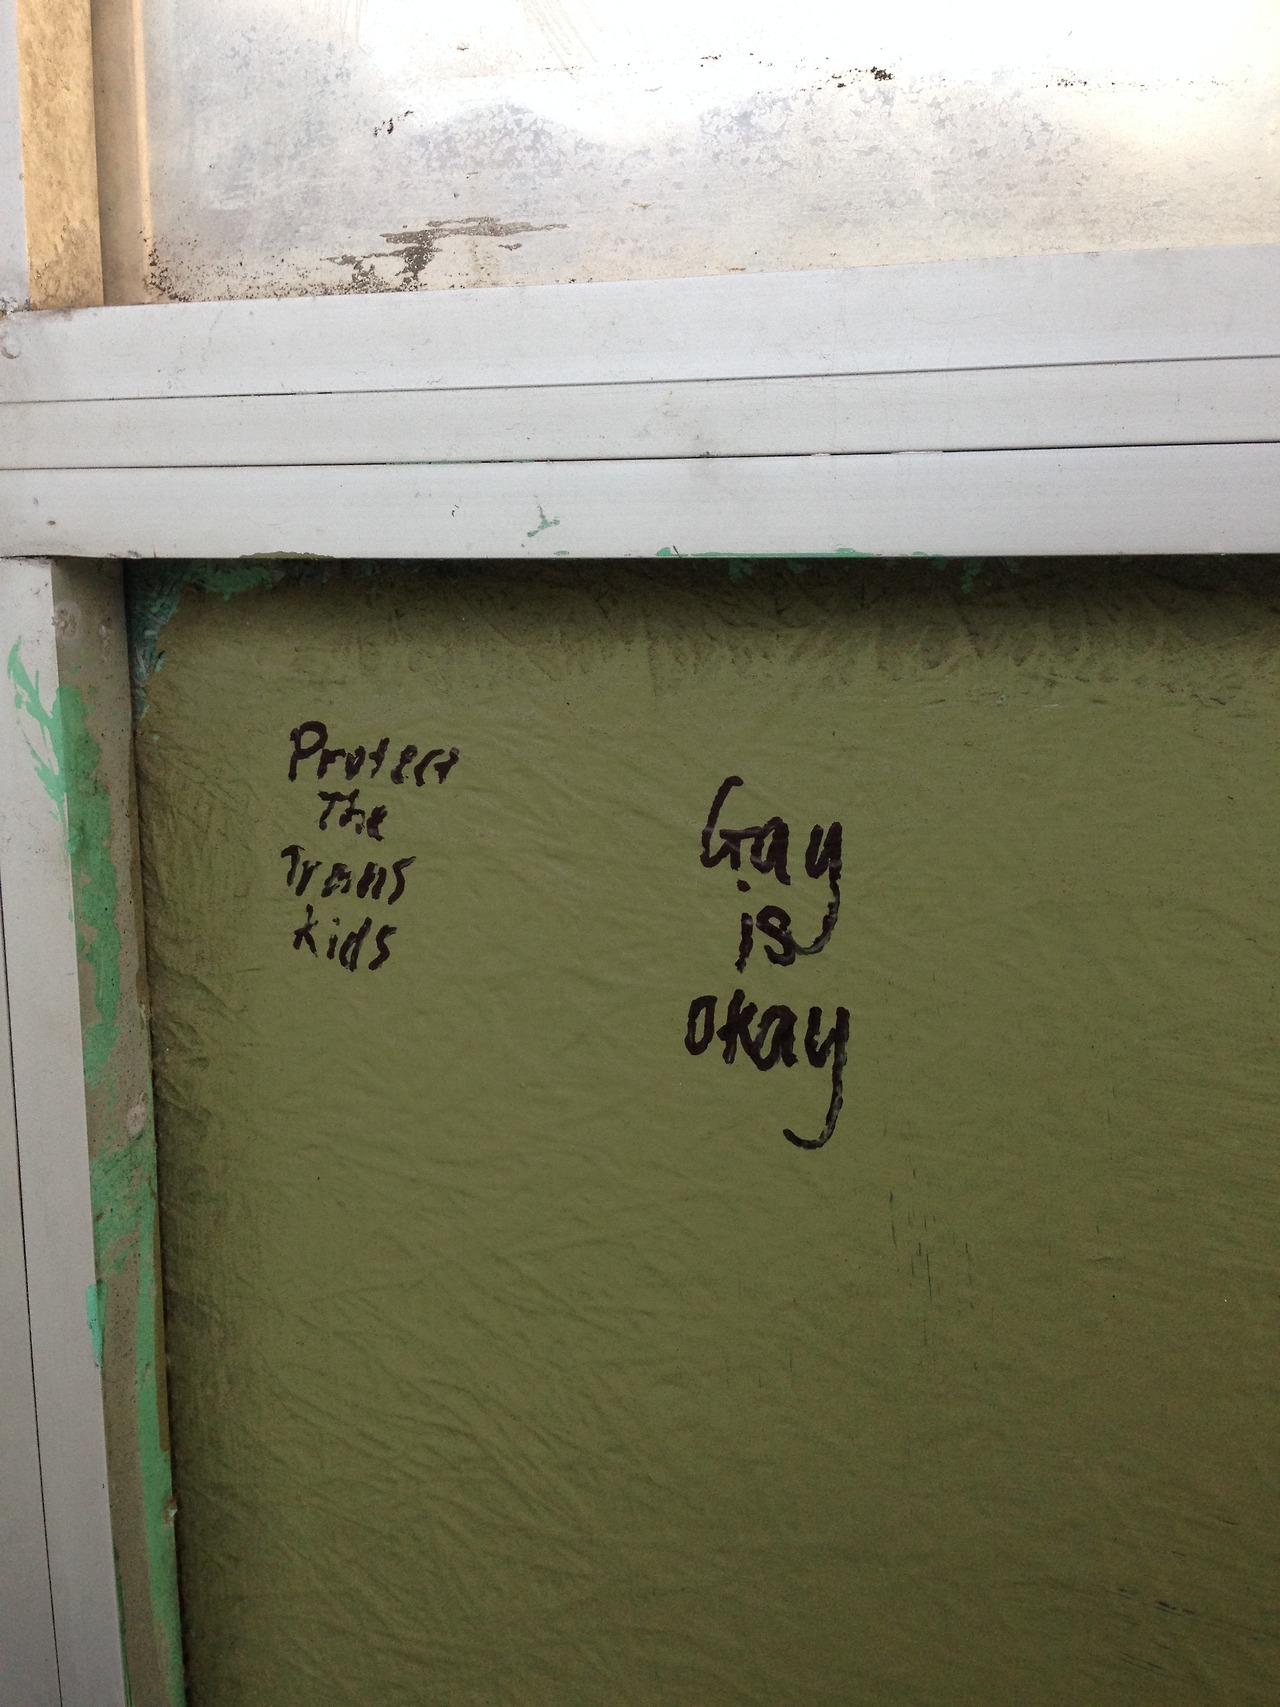 Protect
The
Trans
kids
Gay
is
okay